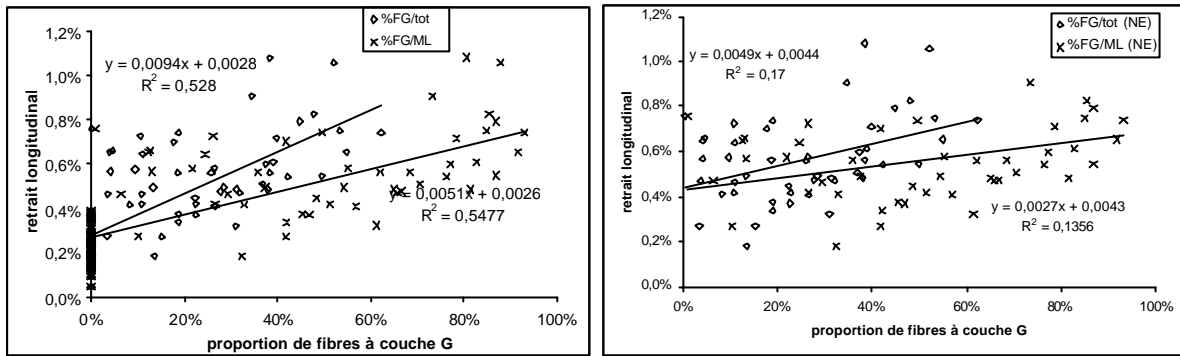 %FG/tot
%FG/ML
1,2%
1,0%
0,8%
0,6%
0,4%
0,2%
0,0%
retrait longitudinal
y = 0,0094x + 0,0028
R² = 0,528
y = 0,0051x + 0,0026
R² = 0,5477
0% 20% 40% 60% 80% 100%
proportion de fibres à couche G
%FG/tot (NE)
%FG/ML (NE)
1,2%
1,0%
0,8%
0,6%
0,4%
0,2%
0,0%
retrait longitudinal
y = 0,0049x + 0,0044
R² = 0,17
y = 0,0027x + 0,0043
R² = 0,1356
0% 20% 40% 60% 80% 100%
proportion de fibres à couche G